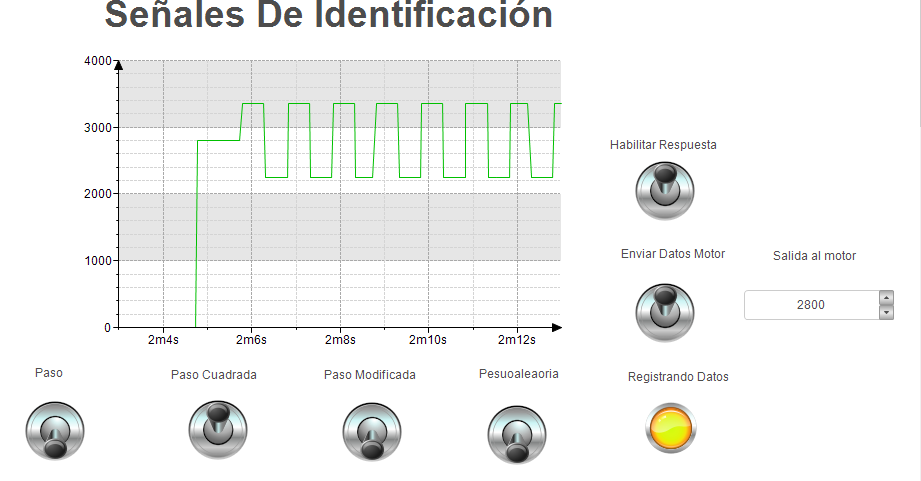 Señales De Identificación
4000
3000
2000
1000
0
2m4s 2m6s 2m8s 2m10s 2m12s
Habilitar Respuesta
Enviar Datos Motor
Salida al motor
2800
Paso
Paso Cuadrada
Paso Modificada
Pesuoaleaoria
Registrando Datos